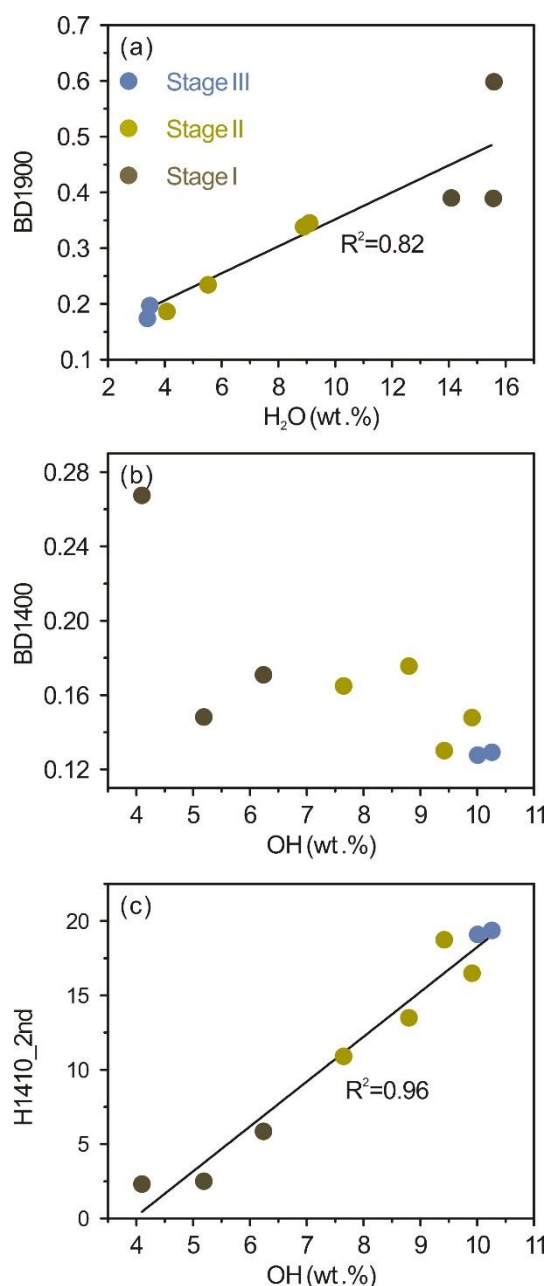 (a)
Stage III
Stage II
Stage I
BD1900
0.7
0.6
0.5
0.4
0.3
0.2
0.1
R²=0.82
2 4 6 8 10 12 14 16
H₂O (wt.%)
(b)
BD1400
0.28
0.24
0.20
0.16
0.12
4 5 6 7 8 9 10 11
OH (wt.%)
(c)
H1410_2nd
20
15
10
5
0
R²=0.96
4 5 6 7 8 9 10 11
OH (wt.%)